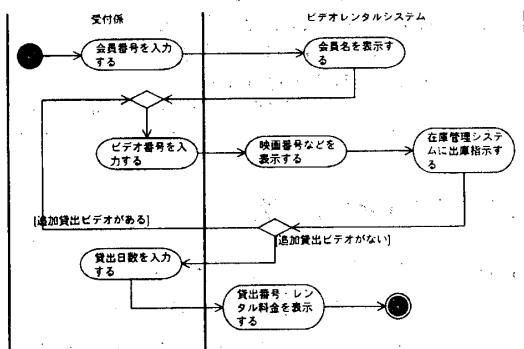 受付係
ビデオレンタルシステム
会員番号を入力
する
会員名を表示す
る
ビデオ番号を入
力する
映画番号などを
表示する
在庫管理システ
ムに出庫指示す
る
[追加貸出ビデオがある]
[追加貸出ビデオがない]
貸出日数を入力
する
貸出番号・レン
タル料金を表示
する